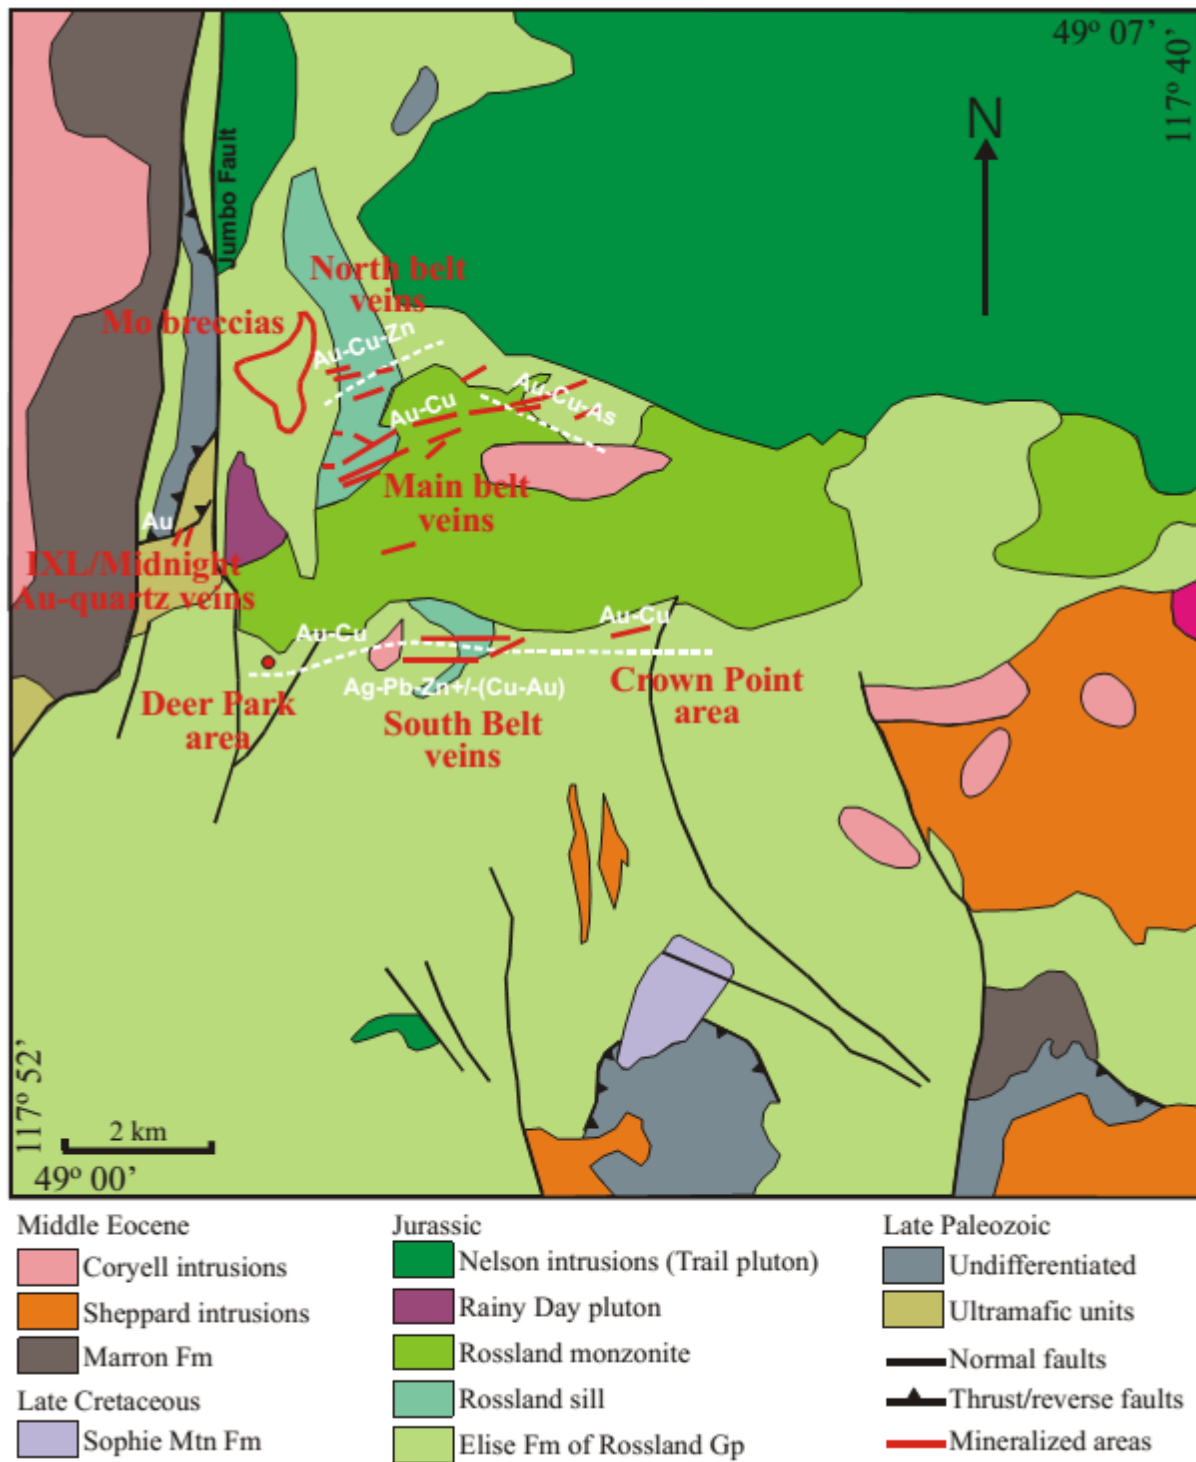 49º 07’
117º 40’
N
Jumbo Fault
North belt
veins
Mo breccias
Au-Cu-Zn
Au-Cu-As
Au-Cu
Main belt
veins
Au
IXL/Midnight
Au-quartz veins
Au-Cu
Au-Cu
Ag-Pb-Zn+/-(Cu-Au)
Crown Point
area
Deer Park
area
South Belt
veins
117º 52’
2 km
49º 00’
Middle Eocene
Coryell intrusions
Sheppard intrusions
Marron Fm
Late Cretaceous
Sophie Mtn Fm
Jurassic
Nelson intrusions (Trail pluton)
Rainy Day pluton
Rossland monzonite
Rossland sill
Elise Fm of Rossland Gp
Late Paleozoic
Undifferentiated
Ultramafic units
Normal faults
Thrust/reverse faults
Mineralized areas